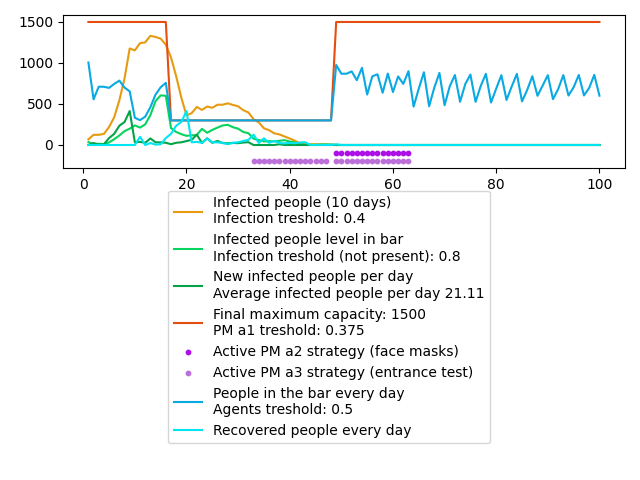 1500
1000
500
0
0
20
40
60
80
100
Infected people (10 days)
Infection treshold: 0.4
Infected people level in bar
Infection treshold (not present): 0.8
New infected people per day
Average infected people per day 21.11
Final maximum capacity: 1500
PM a1 treshold: 0.375
Active PM a2 strategy (face masks)
Active PM a3 strategy (entrance test)
People in the bar every day
Agents treshold: 0.5
Recovered people every day